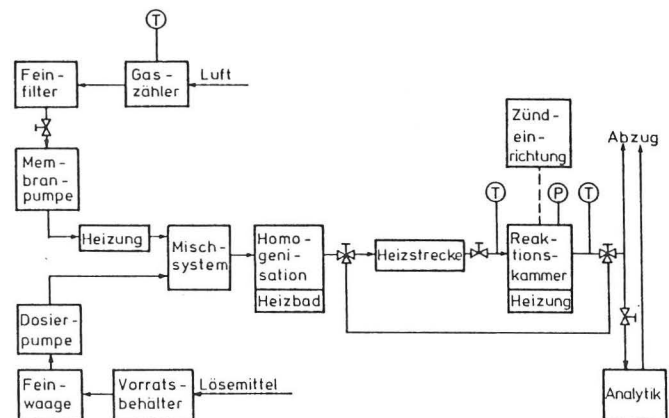 T
Fein-
filter
Gas-
zähler
Luft
Mem-
bran-
pumpe
Heizung
Misch-
system
Homo-
geni-
sation
Heizbad
Heizstrecke
Zünd-
ein-
richtung
T
P
T
Reak-
tions-
kammer
Heizung
Abzug
Dosier-
pumpe
Fein-
waage
Vorrats-
behälter
Lösemittel
Analytik